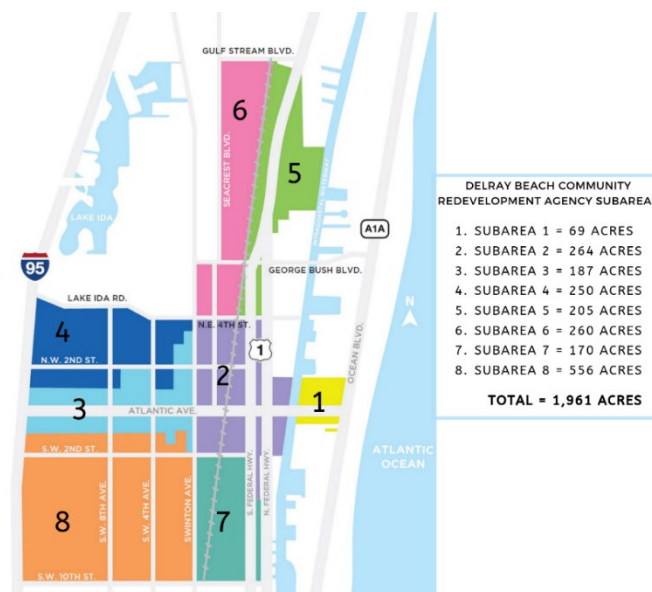 GULF STREAM BLVD.
6
SEACREST BLVD.
5
LAKE IDA
INTRACOASTAL WATERWAY
A1A
95
GEORGE BUSH BLVD.
LAKE IDA RD.
N
N.E. 4TH ST.
4
1
OCEAN BLVD.
N.W. 2ND ST.
2
3
1
ATLANTIC AVE.
S.W. 2ND ST.
ATLANTIC
OCEAN
S.W. 8TH AVE.
S.W. 4TH AVE.
SWINTON AVE.
S. FEDERAL HWY.
N. FEDERAL HWY.
8
7
S.W. 10TH ST.
DELRAY BEACH COMMUNITY
REDEVELOPMENT AGENCY SUBAREA
1. SUBAREA 1 = 69 ACRES
2. SUBAREA 2 = 264 ACRES
3. SUBAREA 3 = 187 ACRES
4. SUBAREA 4 = 250 ACRES
5. SUBAREA 5 = 205 ACRES
6. SUBAREA 6 = 260 ACRES
7. SUBAREA 7 = 170 ACRES
8. SUBAREA 8 = 556 ACRES
TOTAL = 1,961 ACRES